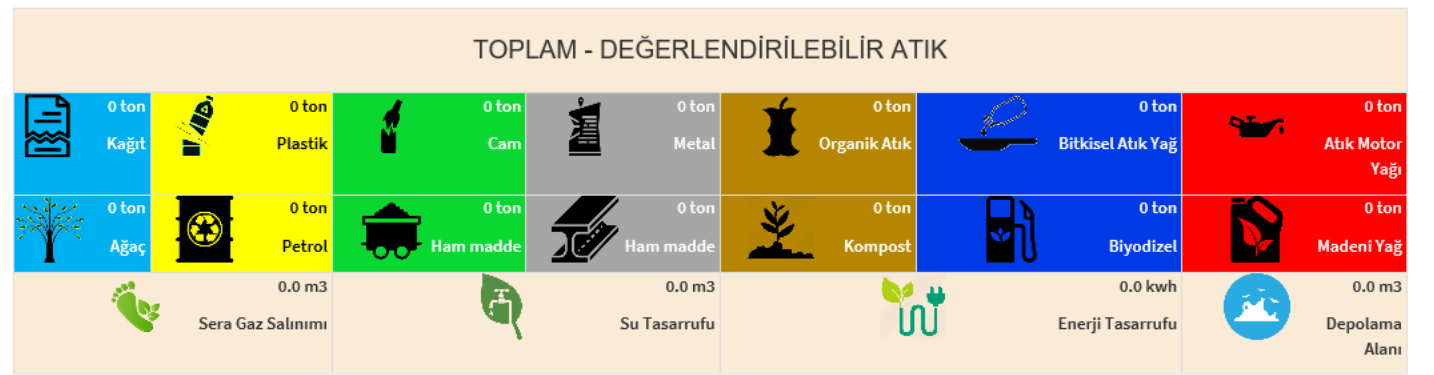 TOPLAM - DEĞERLENDİRİLEBİLİR ATIK
0 ton
Kağıt
0 ton
Plastik
0 ton
Cam
0 ton
Metal
0 ton
Organik Atık
0 ton
Bitkisel Atık Yağ
0 ton
Atık Motor
Yağı
0 ton
Ağaç
0 ton
Petrol
0 ton
Ham madde
0 ton
Ham madde
0 ton
Kompost
0 ton
Biyodizel
0 ton
Madeni Yağ
0.0 m3
Sera Gaz Salınımı
0.0 m3
Su Tasarrufu
0.0 kwh
Enerji Tasarrufu
0.0 m3
Depolama
Alanı